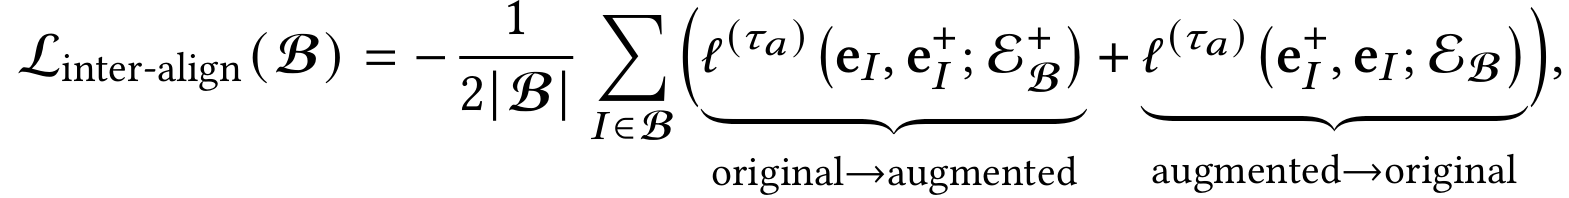 ℒ_inter-align(ℬ) = − 1/(2|ℬ|) ∑_{I∈ℬ} ( ℓ^(τ_a) (e_I, e_I^+; ℰ_ℬ^+) + ℓ^(τ_a) (e_I^+, e_I; ℰ_ℬ) ),
original→augmented augmented→original